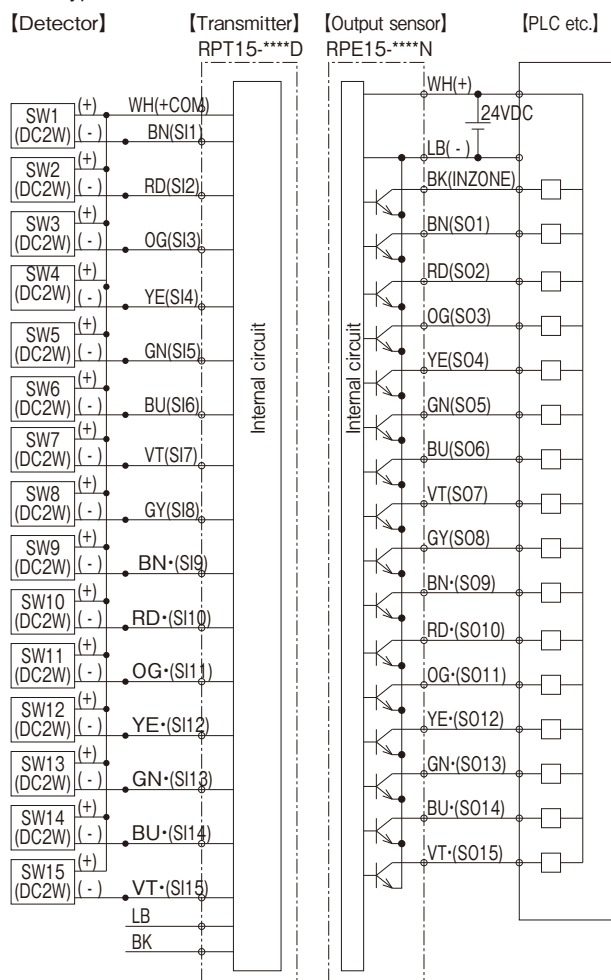 【Detector】 【Transmitter】 【Output sensor】 【PLC etc.】
RPT15-****D RPE15-****N
WH(+)
24VDC
LB( - )
BK(INZONE)
BN(SO1)
RD(SO2)
OG(SO3)
YE(SO4)
GN(SO5)
BU(SO6)
VT(SO7)
GY(SO8)
BN•(SO9)
RD•(SO10)
OG•(SO11)
YE•(SO12)
GN•(SO13)
BU•(SO14)
VT•(SO15)
SW1 (+) WH(+COM)
(DC2W) ( - ) BN(SI1)
SW2 (+)
(DC2W) ( - ) RD(SI2)
SW3 (+)
(DC2W) ( - ) OG(SI3)
SW4 (+)
(DC2W) ( - ) YE(SI4)
SW5 (+)
(DC2W) ( - ) GN(SI5)
SW6 (+)
(DC2W) ( - ) BU(SI6)
SW7 (+)
(DC2W) ( - ) VT(SI7)
SW8 (+)
(DC2W) ( - ) GY(SI8)
SW9 (+)
(DC2W) ( - ) BN•(SI9)
SW10 (+)
(DC2W) ( - ) RD•(SI10)
SW11 (+)
(DC2W) ( - ) OG•(SI11)
SW12 (+)
(DC2W) ( - ) YE•(SI12)
SW13 (+)
(DC2W) ( - ) GN•(SI13)
SW14 (+)
(DC2W) ( - ) BU•(SI14)
SW15 (+)
(DC2W) ( - ) VT•(SI15)
LB
BK
Internal circuit
Internal circuit